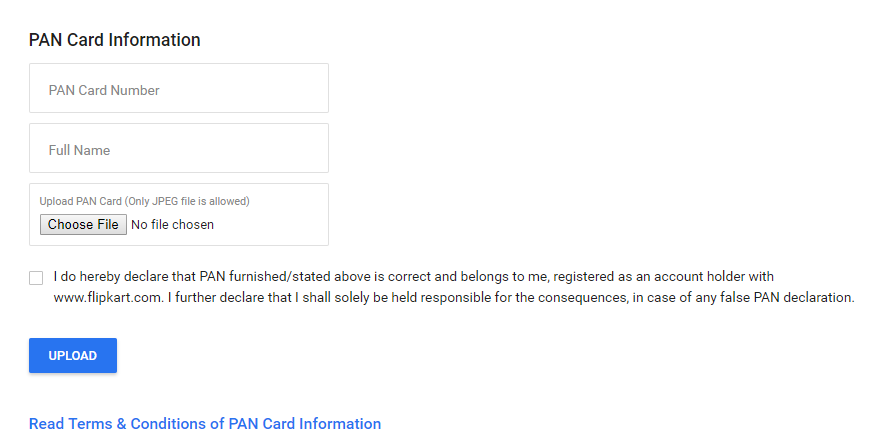 PAN Card Information
PAN Card Number
Full Name
Upload PAN Card (Only JPEG file is allowed)
Choose File No file chosen
I do hereby declare that PAN furnished/stated above is correct and belongs to me, registered as an account holder with
www.flipkart.com. I further declare that I shall solely be held responsible for the consequences, in case of any false PAN declaration.
UPLOAD
Read Terms & Conditions of PAN Card Information